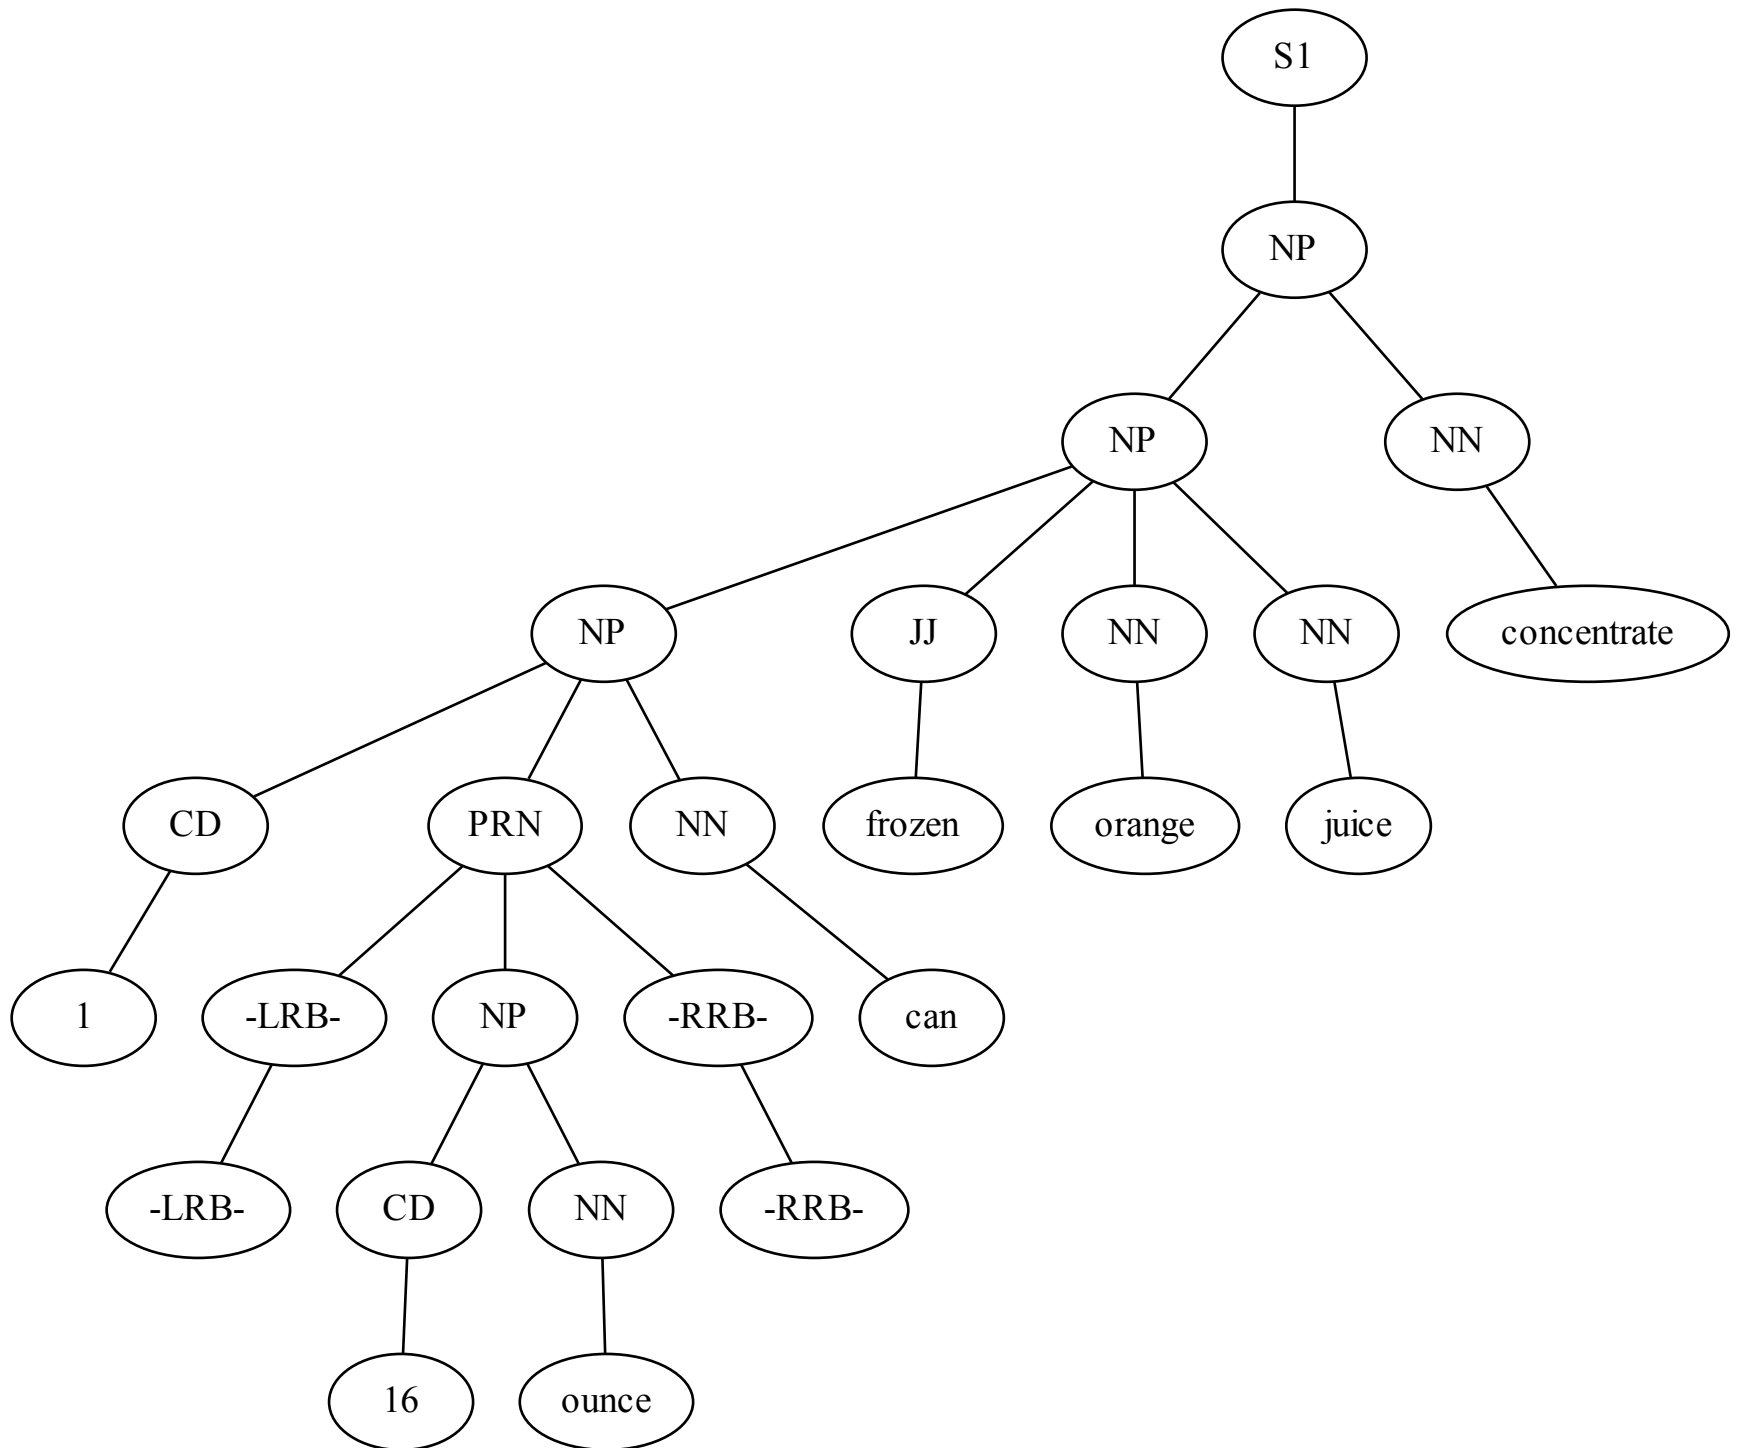 S1
NP
NP NN
NP JJ NN NN concentrate
CD PRN NN frozen orange juice
1 -LRB- NP -RRB- can
-LRB- CD NN -RRB-
16 ounce